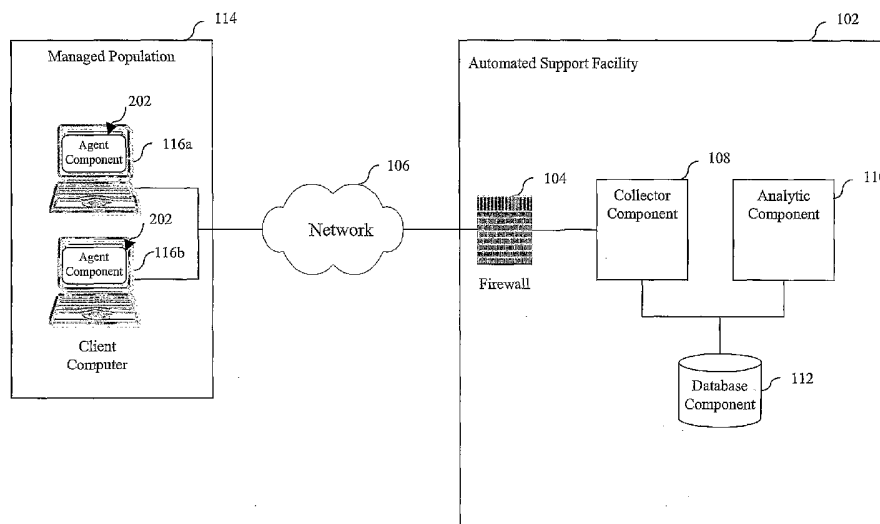 114
Managed Population
202
Agent
Component
116a
202
Agent
Component
116b
Client
Computer
106
Network
102
Automated Support Facility
104
Firewall
108
Collector
Component
Analytic
Component
112
Database
Component